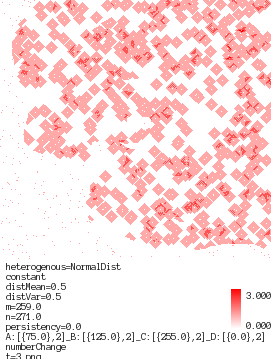 heterogenous=NormalDist
constant
distMean=0.5
distVar=0.5
m=259.0
n=271.0
persistency=0.0
3.000
0.000
A:[{75.0},2]_B:[{125.0},2]_C:[{255.0},2]_D:[{0.0},2]
numberChange
t=3.png